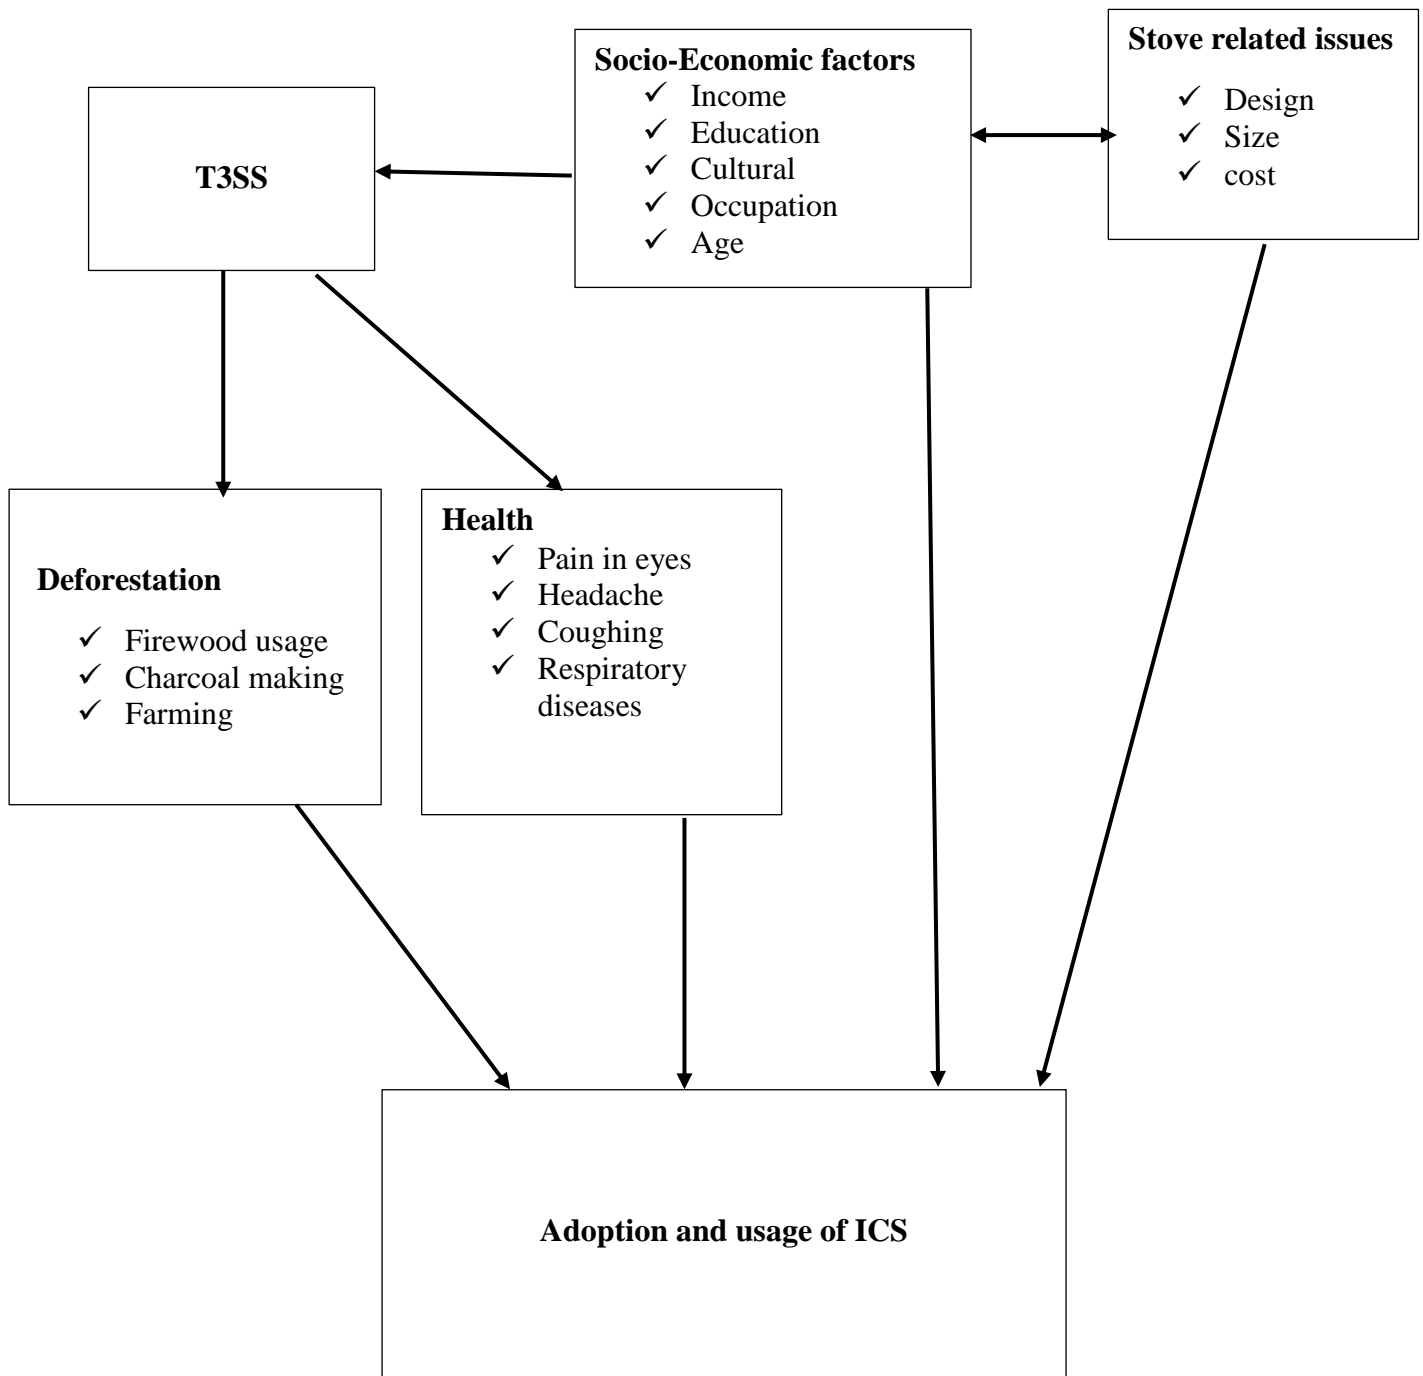 T3SS
Socio-Economic factors
✓ Income
✓ Education
✓ Cultural
✓ Occupation
✓ Age
Stove related issues
✓ Design
✓ Size
✓ cost
Deforestation
✓ Firewood usage
✓ Charcoal making
✓ Farming
Health
✓ Pain in eyes
✓ Headache
✓ Coughing
✓ Respiratory
diseases
Adoption and usage of ICS